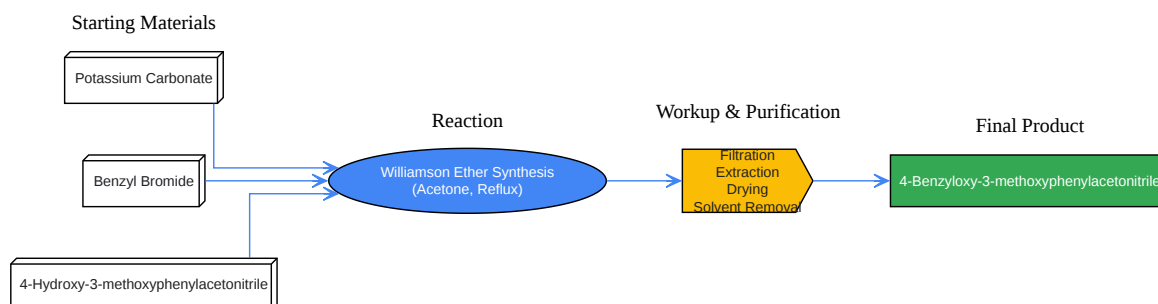 Starting Materials
Potassium Carbonate
Benzyl Bromide
4-Hydroxy-3-methoxyphenylacetonitrile
Reaction
Williamson Ether Synthesis
(Acetone, Reflux)
Workup & Purification
Filtration
Extraction
Drying
Solvent Removal
Final Product
4-Benzyloxy-3-methoxyphenylacetonitrile